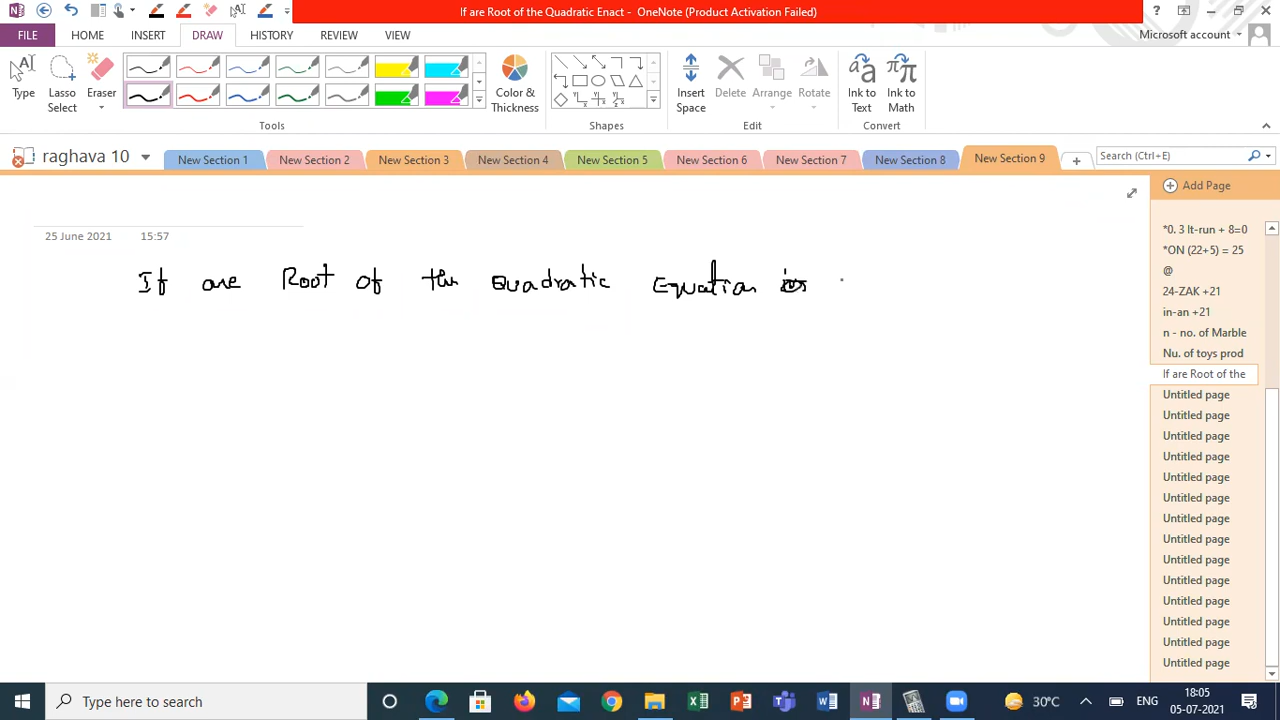 If are Root of the Quadratic Enact - OneNote (Product Activation Failed)
?
Microsoft account
FILE HOME INSERT DRAW HISTORY REVIEW VIEW
Type
Lasso Select
Eraser
Color & Thickness
Insert Space
Delete
Arrange
Rotate
Ink to Text
Ink to Math
Tools Shapes Edit Convert
raghava 10
New Section 1 New Section 2 New Section 3 New Section 4 New Section 5 New Section 6 New Section 7 New Section 8 New Section 9
Search (Ctrl+E)
Add Page
25 June 2021 15:57
If are Root of the Quadratic Equation
*0. 3 It-run + 8=0
*ON (22+5) = 25
@
24-ZAK +21
in-an +21
n - no. of Marble
Nu. of toys prod
If are Root of the
Untitled page
Untitled page
Untitled page
Untitled page
Untitled page
Untitled page
Untitled page
Untitled page
Untitled page
Untitled page
Untitled page
Untitled page
Untitled page
Untitled page
Type here to search
30°C
ENG
18:05
05-07-2021